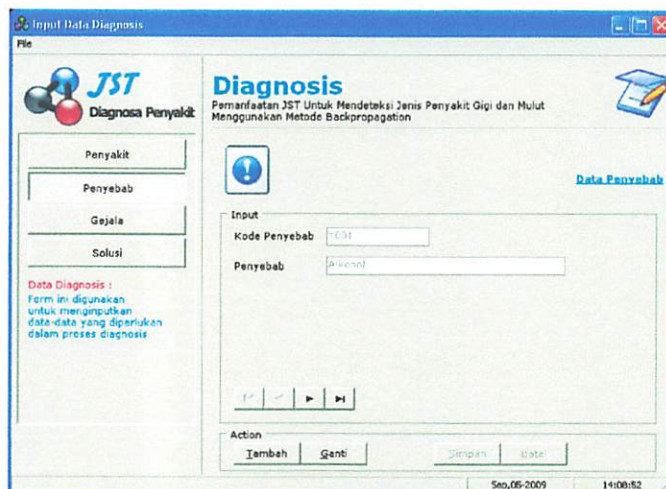 Input Data Diagnosis
File
JST
Diagnosa Penyakit
Diagnosis
Pemanfaatan JST Untuk Mendeteksi Jenis Penyakit Gigi dan Mulut
Menggunakan Metode Backpropagation
Penyakit
Penyebab
Gejala
Solusi
Data Diagnosis :
Form ini digunakan
untuk menginputkan
data-data yang diperlukan
dalam proses diagnosis
Data Penyebab
Input
Kode Penyebab
Penyebab
Alkohol
Action
Tambah
Ganti
Simpan
Batal
Sep,05-2009
14:08:52